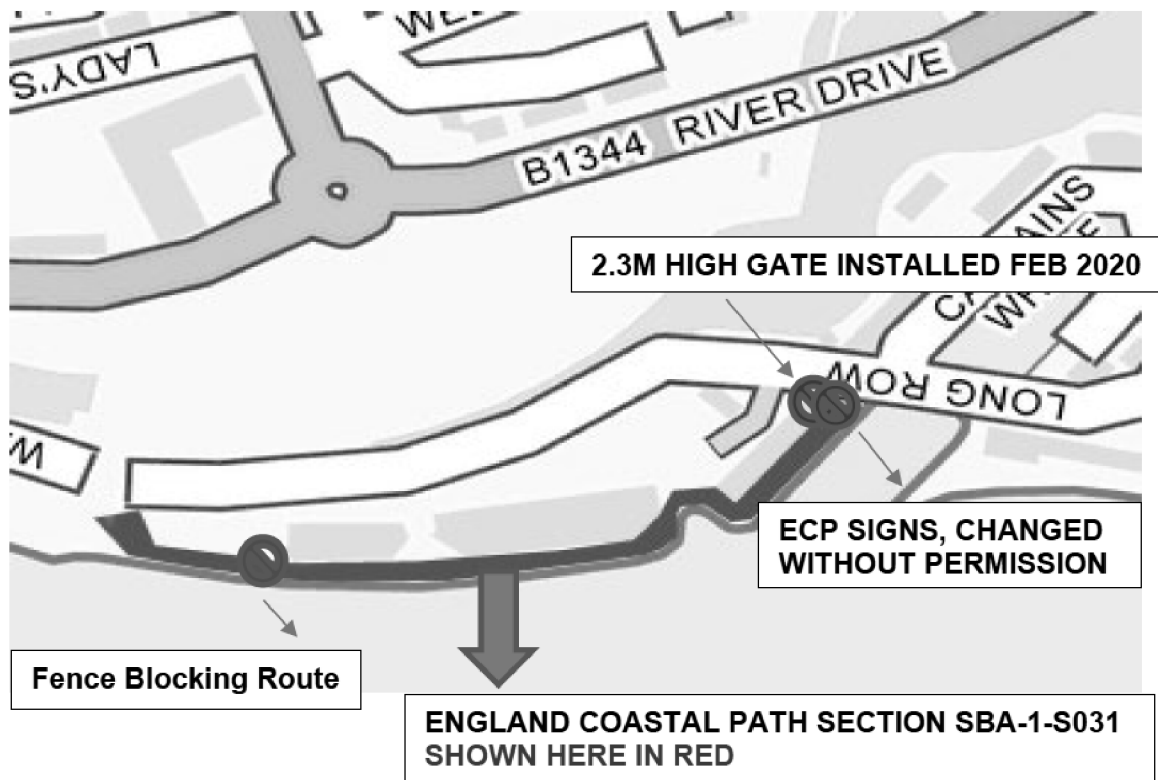 LADY'S
B1344 RIVER DRIVE
2.3M HIGH GATE INSTALLED FEB 2020
LONG ROW
ECP SIGNS, CHANGED
WITHOUT PERMISSION
Fence Blocking Route
ENGLAND COASTAL PATH SECTION SBA-1-S031
SHOWN HERE IN RED